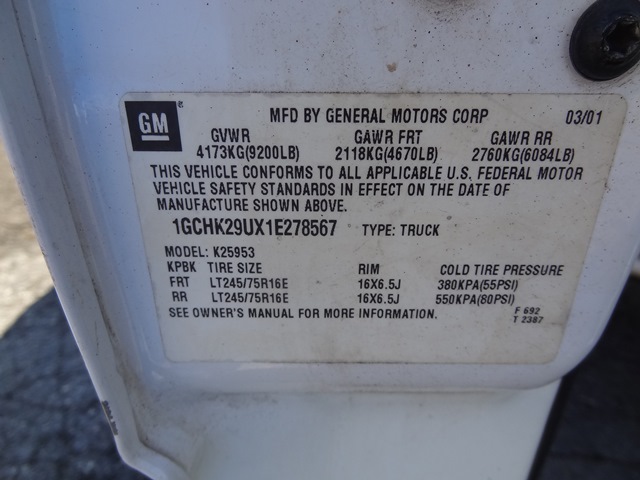 GM
MFD BY GENERAL MOTORS CORP 03/01
GVWR GAWR FRT GAWR RR
4173KG(9200LB) 2118KG(4670LB) 2760KG(6084LB)
THIS VEHICLE CONFORMS TO ALL APPLICABLE U.S. FEDERAL MOTOR
VEHICLE SAFETY STANDARDS IN EFFECT ON THE DATE OF
MANUFACTURE SHOWN ABOVE.
1GCHK29UX1E278567 TYPE: TRUCK
MODEL: K25953
KPBK TIRE SIZE RIM COLD TIRE PRESSURE
FRT LT245/75R16E 16X6.5J 380KPA(55PSI)
RR LT245/75R16E 16X6.5J 550KPA(80PSI)
SEE OWNER'S MANUAL FOR MORE INFORMATION.
F 692
T 2387